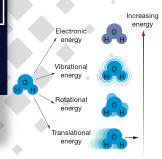 Increasing
energy
Electronic
energy
O
H H
Vibrational
energy
O
H H
O
H H
Rotational
energy
O
H H
Translational
energy
O
H H